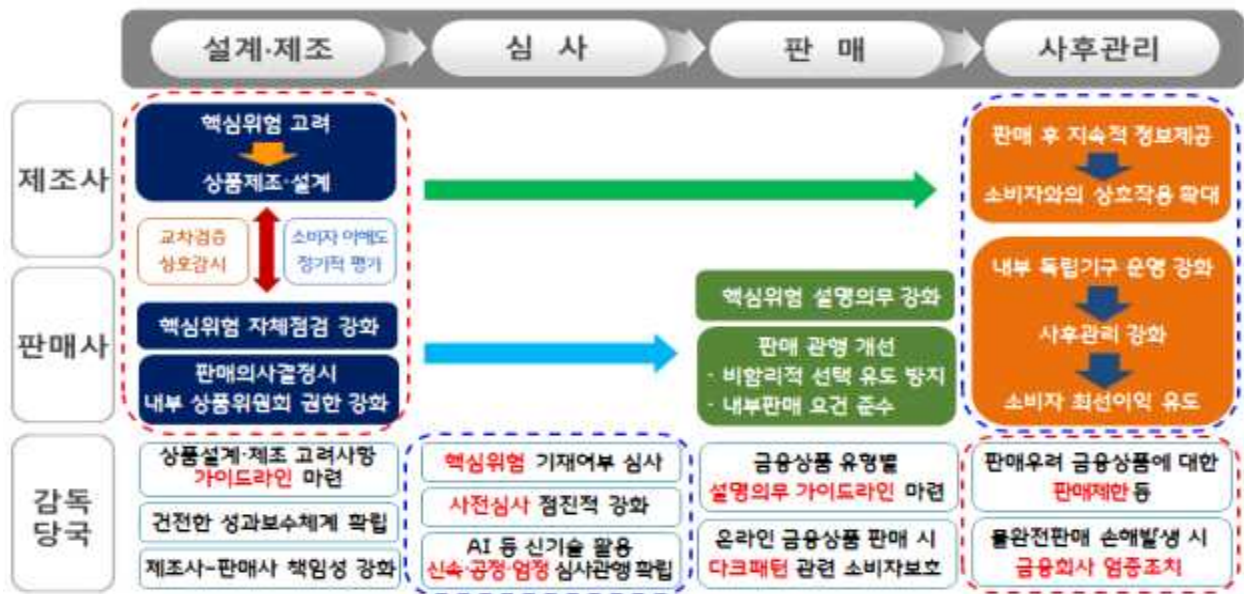 설계·제조
심 사
판 매
사후관리
제조사
핵심위험 고려
상품제조·설계
판매 후 지속적 정보제공
소비자와의 상호작용 확대
교차검증
상호감시
소비자 이해도
정기적 평가
판매사
핵심위험 자체점검 강화
판매의사결정시
내부 상품위원회 권한 강화
핵심위험 설명의무 강화
판매 관행 개선
- 비합리적 선택 유도 방지
- 내부판매 요건 준수
내부 독립기구 운영 강화
사후관리 강화
소비자 최선이익 유도
감독
당국
상품설계·제조 고려사항
가이드라인 마련
건전한 성과보수체계 확립
제조사-판매사 책임성 강화
핵심위험 기재여부 심사
사전심사 점진적 강화
AI 등 신기술 활용
신속·공정·엄정 심사관행 확립
금융상품 유형별
설명의무 가이드라인 마련
온라인 금융상품 판매 시
다크패턴 관련 소비자보호
판매우려 금융상품에 대한
판매제한 등
불완전판매 손해발생 시
금융회사 엄중조치